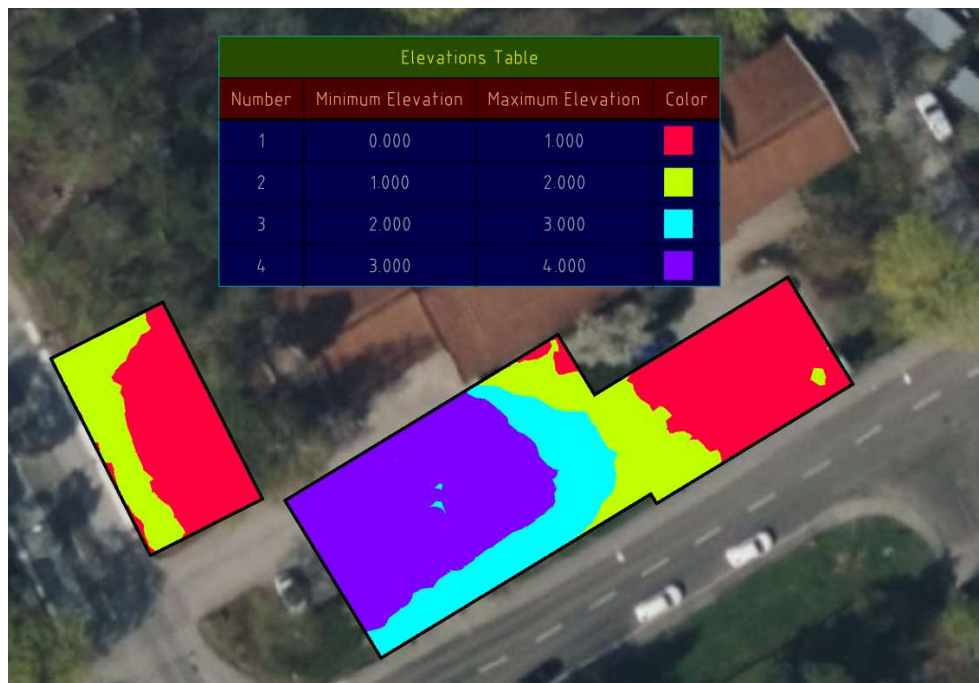 Elevations Table
Number Minimum Elevation Maximum Elevation Color
1 0.000 1.000
2 1.000 2.000
3 2.000 3.000
4 3.000 4.000